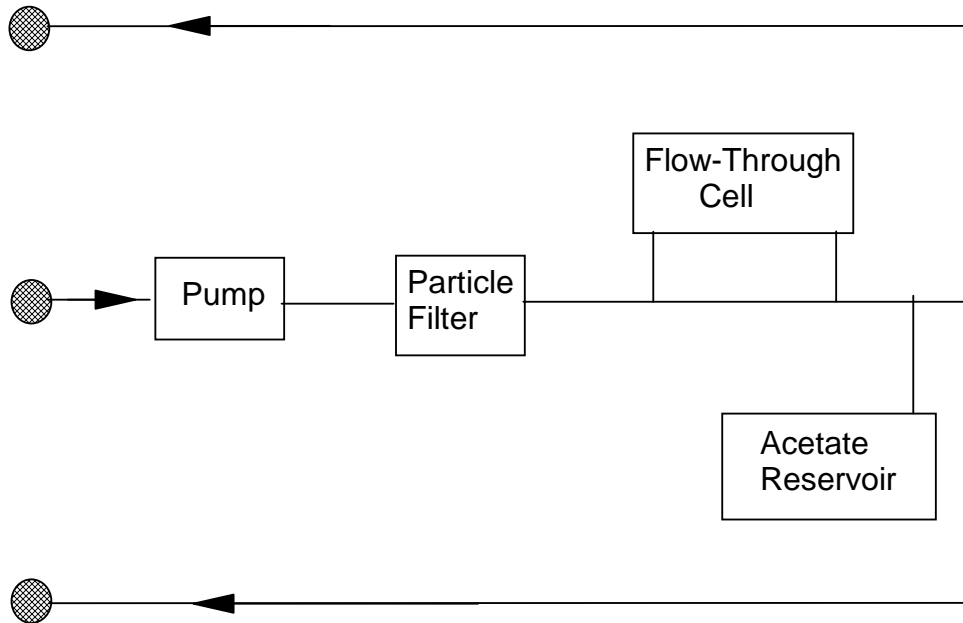 Flow-Through
Cell
Pump
Particle
Filter
Acetate
Reservoir